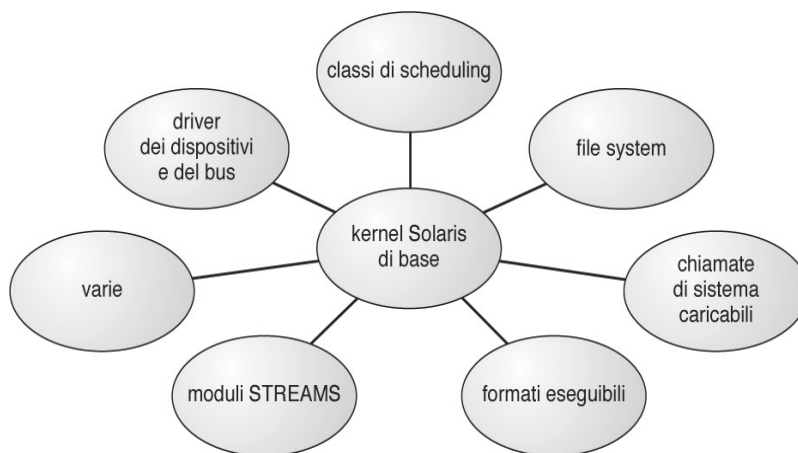 classi di scheduling
driver
dei dispositivi
e del bus
file system
kernel Solaris
di base
varie
chiamate
di sistema
caricabili
moduli STREAMS
formati eseguibili